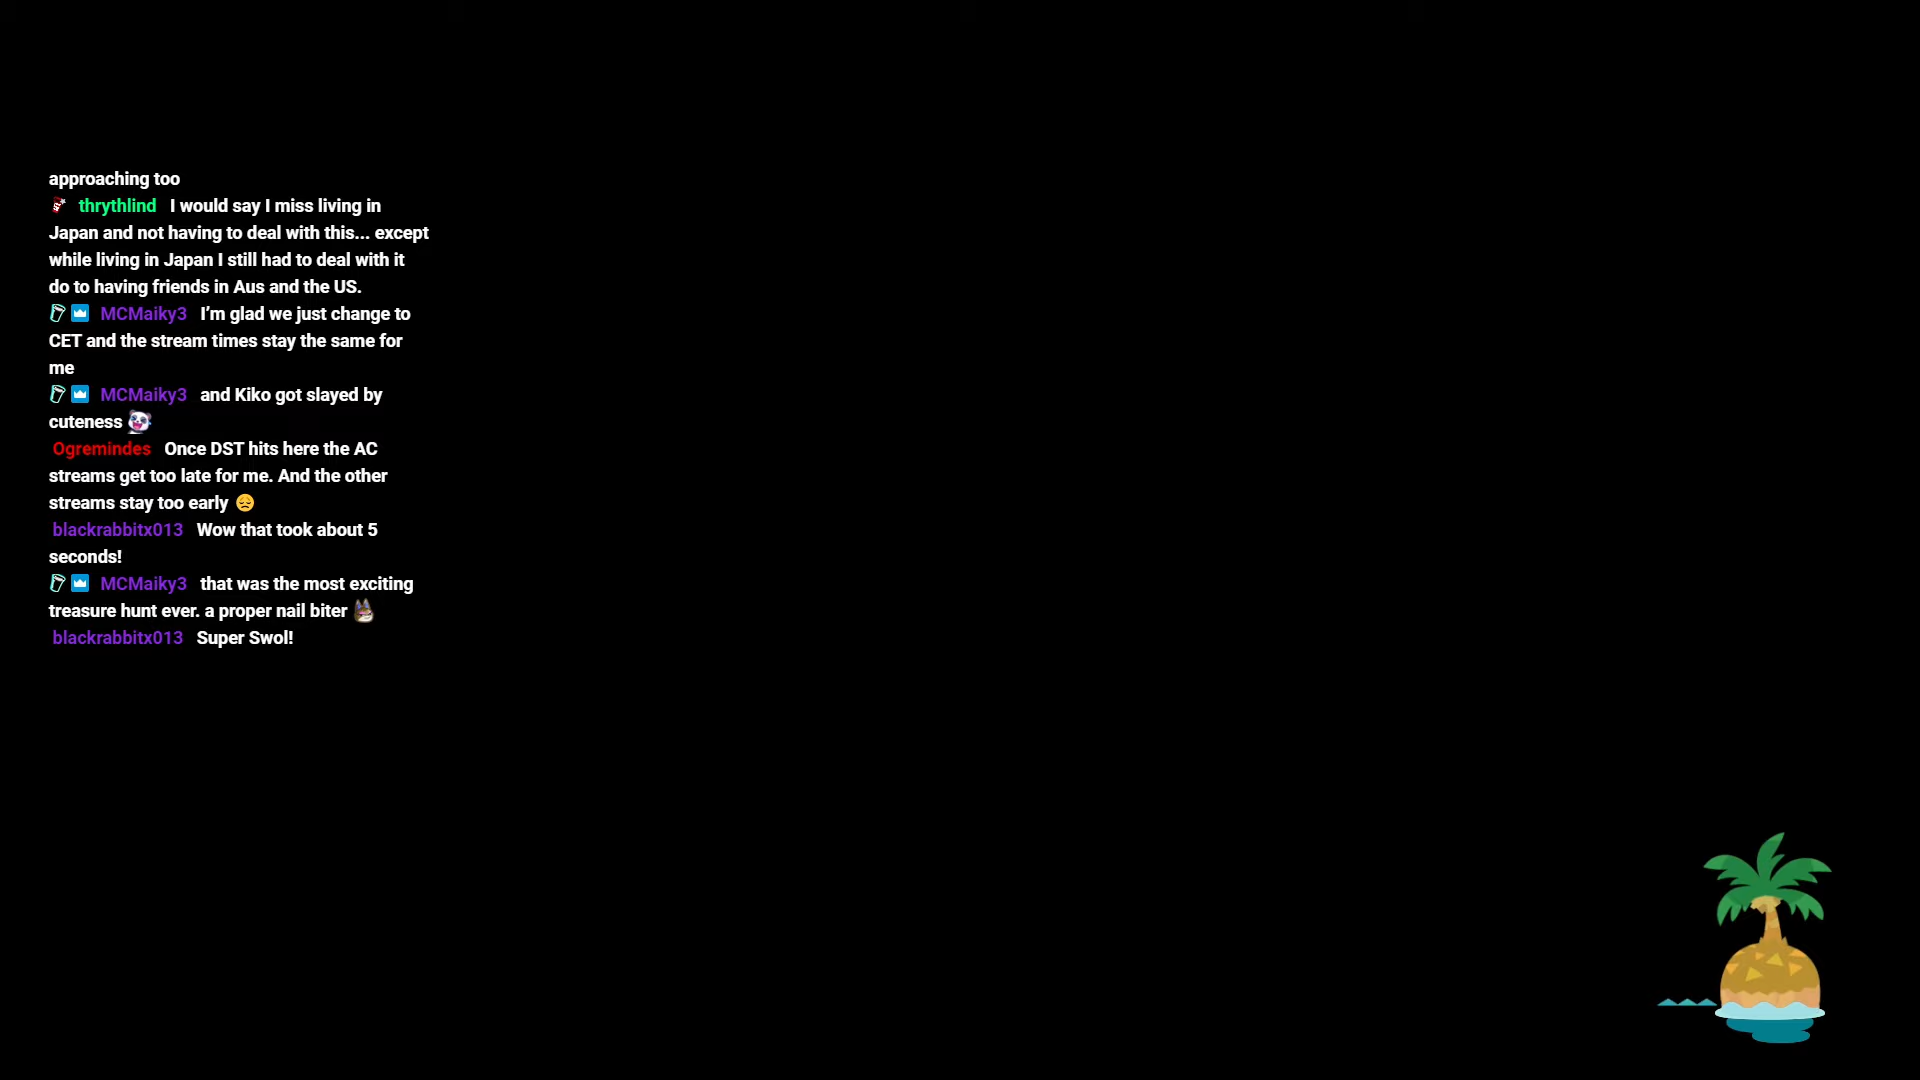 approaching too
thrythlind I would say I miss living in
Japan and not having to deal with this... except
while living in Japan I still had to deal with it
do to having friends in Aus and the US.
MCMaiky3 I’m glad we just change to
CET and the stream times stay the same for
me
MCMaiky3 and Kiko got slayed by
cuteness
Ogremindes Once DST hits here the AC
streams get too late for me. And the other
streams stay too early
blackrabbitx013 Wow that took about 5
seconds!
MCMaiky3 that was the most exciting
treasure hunt ever. a proper nail biter
blackrabbitx013 Super Swol!